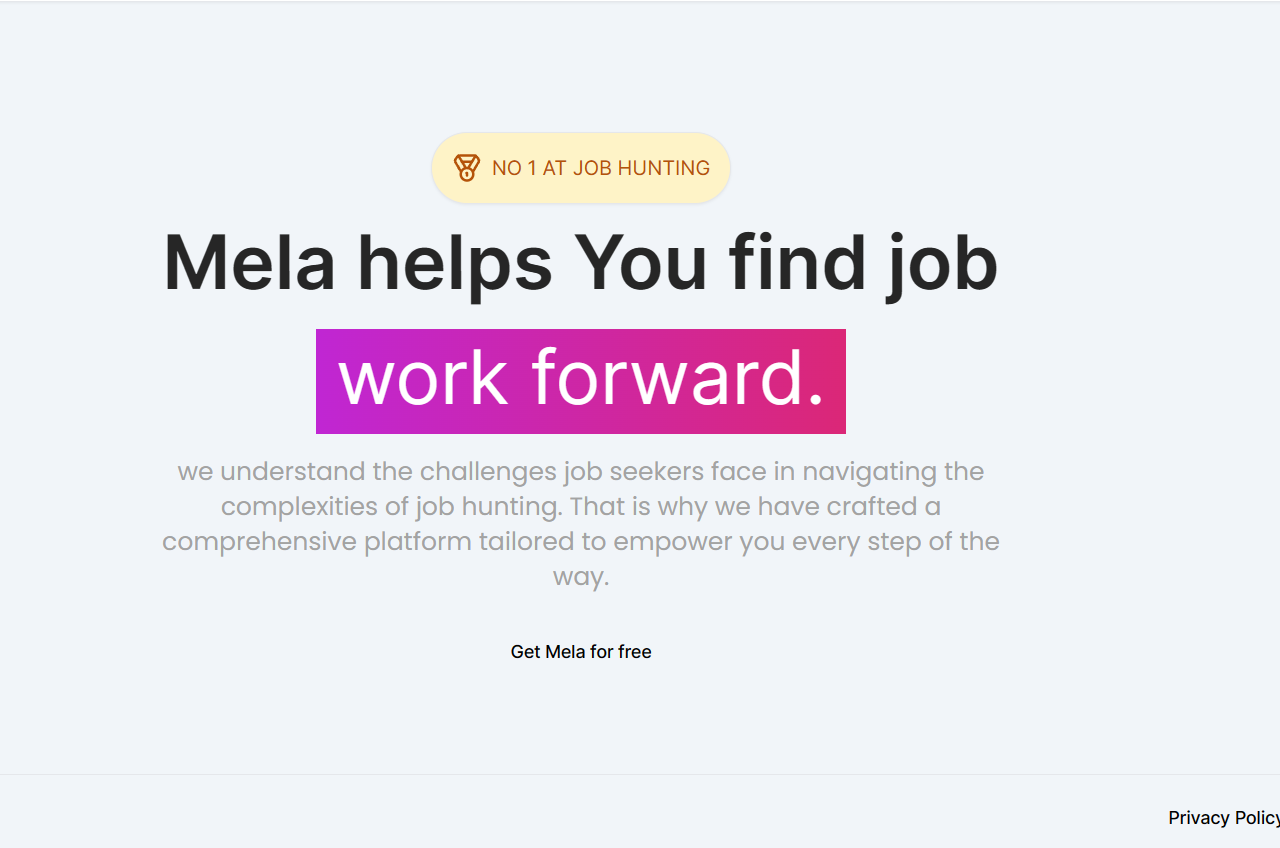 NO 1 AT JOB HUNTING
Mela helps You find job
work forward.
we understand the challenges job seekers face in navigating the
complexities of job hunting. That is why we have crafted a
comprehensive platform tailored to empower you every step of the
way.
Get Mela for free
Privacy Policy